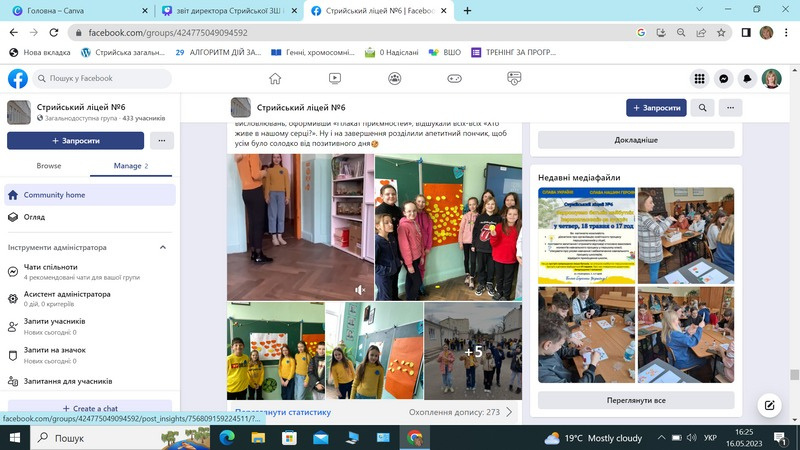 Головна – Canva
звіт директора Стрийської ЗШ І
Стрийський ліцей №6 | Facebook
facebook.com/groups/424775049094592
Нова вкладка
Стрийська загальн...
29 АЛГОРИТМ ДІЙ ЗА...
Генні, хромосомні...
0 Надіслані
ВШО
ТРЕНІНГ ЗА ПРОГР...
Пошук у Facebook
Стрийський ліцей №6
Загальнодоступна група · 433 учасників
+ Запросити
Browse
Manage 2
Community home
Огляд
Інструменти адміністратора
Чати спільноти
4 рекомендовані чати для вашої групи
Асистент адміністратора
0 дій, 0 критеріїв
Запити учасників
Нових сьогодні: 0
Запити на значок
Нових сьогодні: 0
Запитання для учасників
+ Create a chat
facebook.com/groups/424775049094592/post_insights/756809159224511/?...
Стрийський ліцей №6
+ Запросити
висловлювань, оформивши «Плакат приємностей», відшукали всіх-всіх «Хто
живе в нашому серці?». Ну і на завершення розділили апетитний пончик, щоб
усім було солодко від позитивного дня
+5
Переглянути статистику
Охоплення допису: 273
Докладніше
Недавні медіафайли
СЛАВА УКРАЇНІ
СЛАВА НАШИМ ГЕРОЯМ
Стрийський ліцей №6
у четвер, 18 травня о 17 год
Переглянути все
Пошук
19°C Mostly cloudy
УКР
16:25
16.05.2023
1